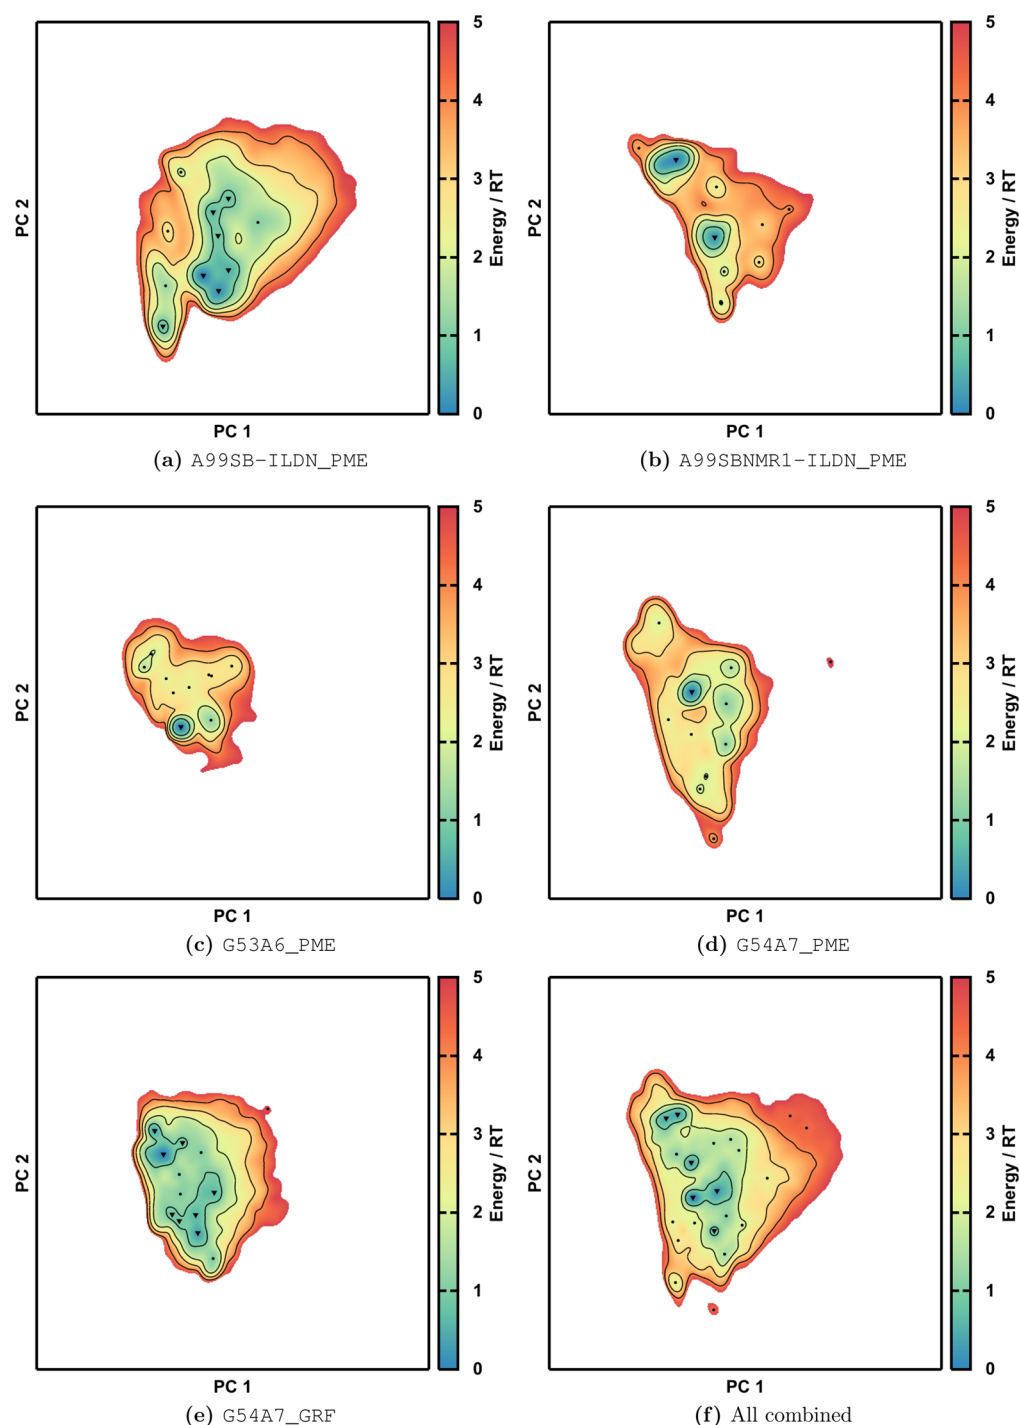 5
4
3
2
1
0
PC 2
Energy / RT
PC 1
(a) A99SB-ILDN_PME
5
4
3
2
1
0
PC 2
Energy / RT
PC 1
(b) A99SBNMR1-ILDN_PME
5
4
3
2
1
0
PC 2
Energy / RT
PC 1
(c) G53A6_PME
5
4
3
2
1
0
PC 2
Energy / RT
PC 1
(d) G54A7_PME
5
4
3
2
1
0
PC 2
Energy / RT
PC 1
(e) G54A7_GRF
5
4
3
2
1
0
PC 2
Energy / RT
PC 1
(f) All combined